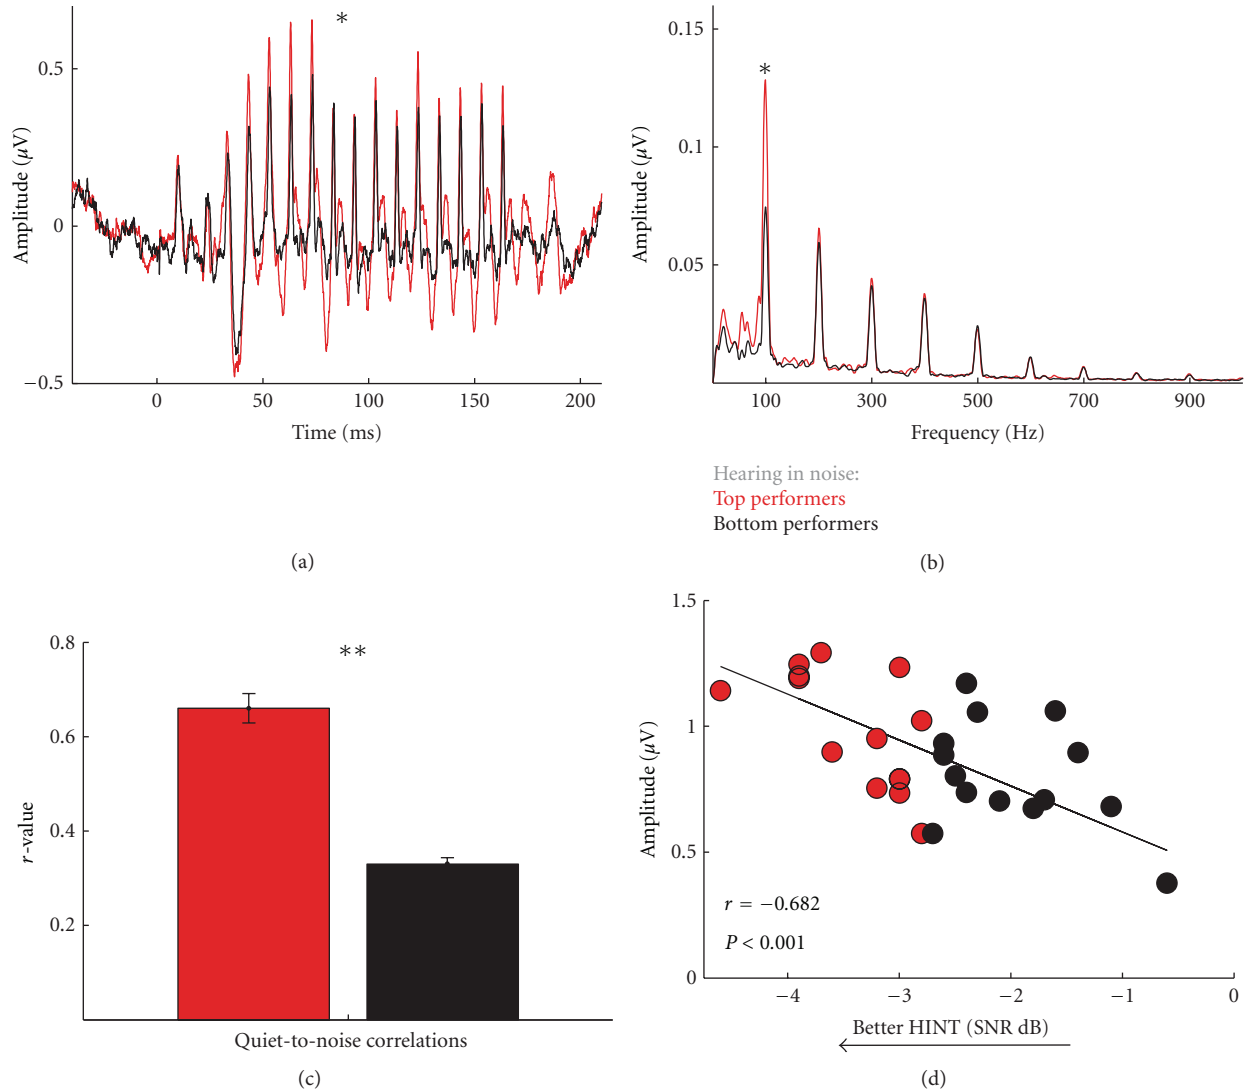 *
0.5
0
−0.5
Amplitude (μV)
0
50
100
150
200
Time (ms)
(a)
*
0.15
0.1
0.05
Amplitude (μV)
100
300
500
700
900
Frequency (Hz)
Hearing in noise:
Top performers
Bottom performers
(b)
**
0.8
0.6
0.4
0.2
r-value
Quiet-to-noise correlations
(c)
1.5
1
0.5
0
Amplitude (μV)
r = −0.682
P < 0.001
−4
−3
−2
−1
0
Better HINT (SNR dB)
(d)